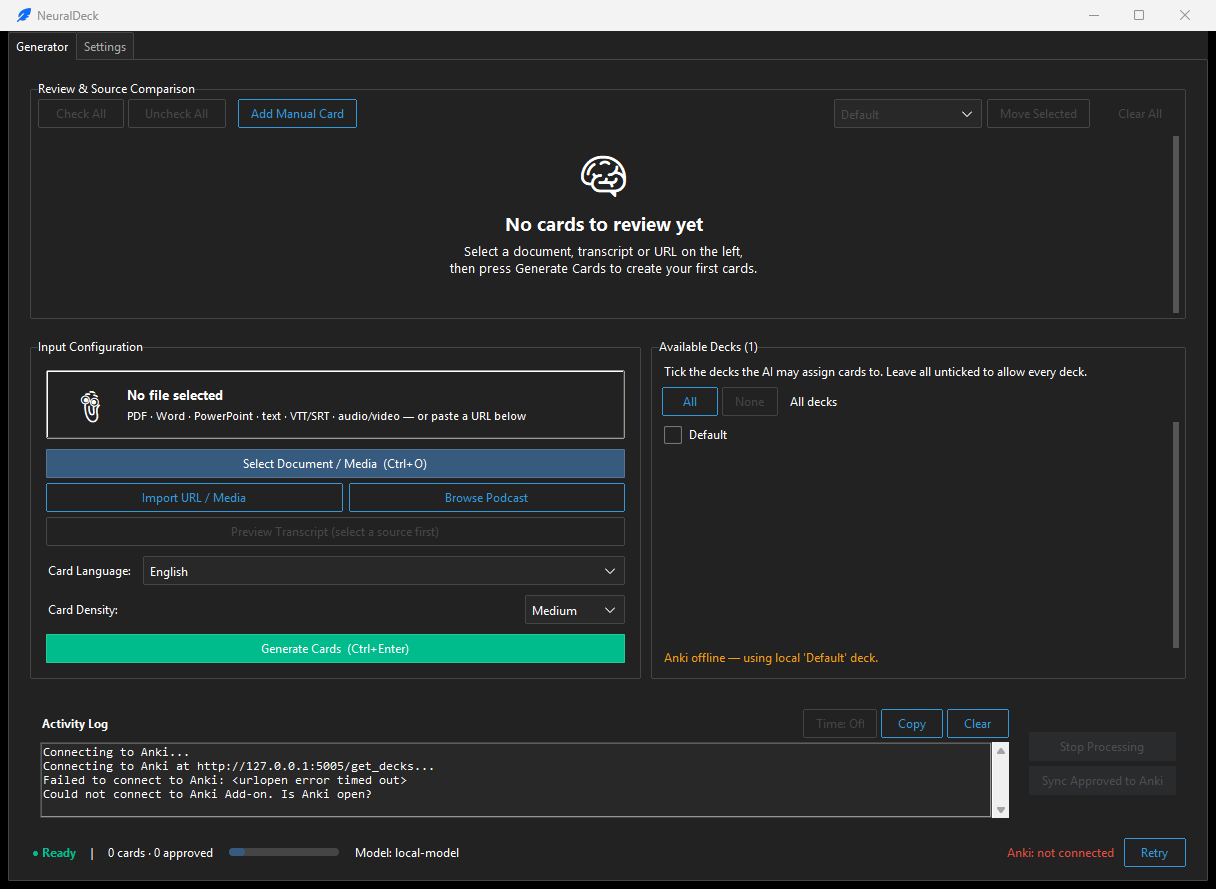 NeuralDeck
Generator Settings
Review & Source Comparison
Check All Uncheck All Add Manual Card Default Move Selected Clear All
No cards to review yet
Select a document, transcript or URL on the left,
then press Generate Cards to create your first cards.
Input Configuration
No file selected
PDF · Word · PowerPoint · text · VTT/SRT · audio/video — or paste a URL below
Select Document / Media (Ctrl+O)
Import URL / Media Browse Podcast
Preview Transcript (select a source first)
Card Language: English
Card Density: Medium
Generate Cards (Ctrl+Enter)
Available Decks (1)
Tick the decks the AI may assign cards to. Leave all unticked to allow every deck.
All None All decks
Default
Anki offline — using local 'Default' deck.
Activity Log Time: Off Copy Clear
Connecting to Anki...
Connecting to Anki at http://127.0.0.1:5005/get_decks...
Failed to connect to Anki: <urlopen error timed out>
Could not connect to Anki Add-on. Is Anki open?
Stop Processing
Sync Approved to Anki
● Ready | 0 cards · 0 approved Model: local-model Anki: not connected Retry